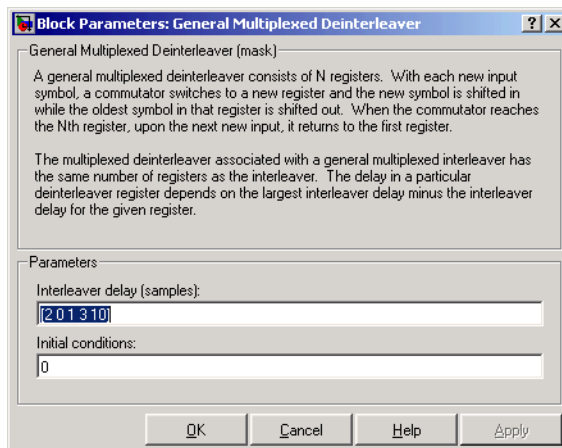 Block Parameters: General Multiplexed Deinterleaver
General Multiplexed Deinterleaver (mask)
A general multiplexed deinterleaver consists of N registers. With each new input
symbol, a commutator switches to a new register and the new symbol is shifted in
while the oldest symbol in that register is shifted out. When the commutator reaches
the Nth register, upon the next new input, it returns to the first register.
The multiplexed deinterleaver associated with a general multiplexed interleaver has
the same number of registers as the interleaver. The delay in a particular
deinterleaver register depends on the largest interleaver delay minus the interleaver
delay for the given register.
Parameters
Interleaver delay (samples):
[2 0 1 3 10]
Initial conditions:
0
OK Cancel Help Apply